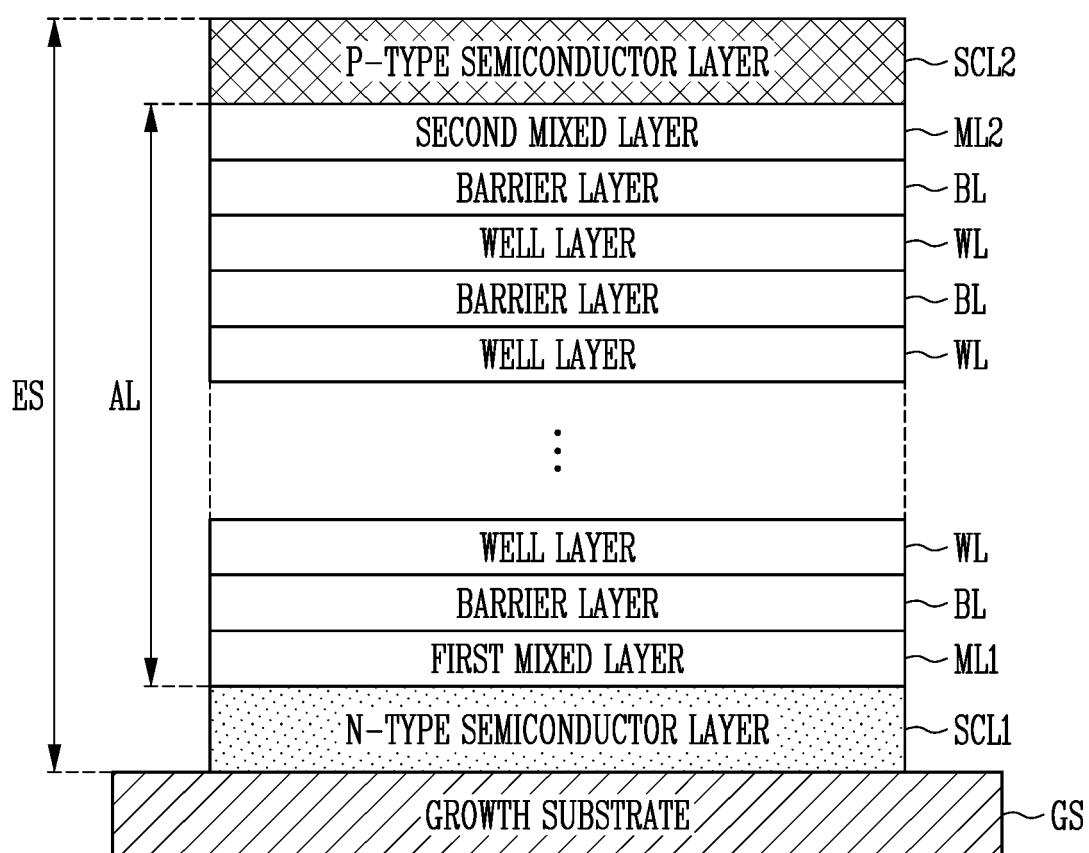 P-TYPE SEMICONDUCTOR LAYER SCL2
SECOND MIXED LAYER ML2
BARRIER LAYER BL
WELL LAYER WL
BARRIER LAYER BL
WELL LAYER WL
ES AL
WELL LAYER WL
BARRIER LAYER BL
FIRST MIXED LAYER ML1
N-TYPE SEMICONDUCTOR LAYER SCL1
GROWTH SUBSTRATE GS